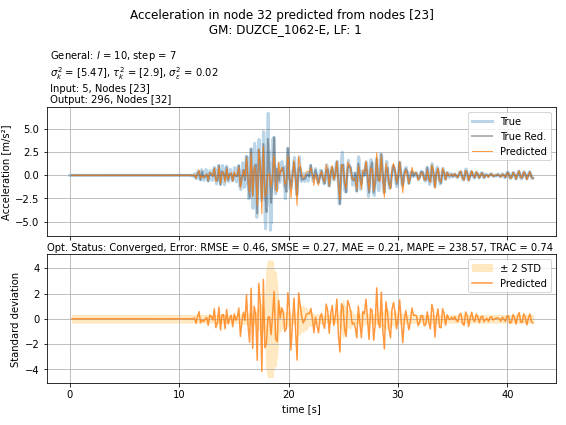 Acceleration in node 32 predicted from nodes [23]
GM: DUZCE_1062-E, LF: 1
General: l = 10, step = 7
σ²ₖ = [5.47], τ²ₖ = [2.9], σ²ε = 0.02
Input: 5, Nodes [23]
Output: 296, Nodes [32]
Acceleration [m/s²]
5.0
2.5
0.0
−2.5
−5.0
True
True Red.
Predicted
Opt. Status: Converged, Error: RMSE = 0.46, SMSE = 0.27, MAE = 0.21, MAPE = 238.57, TRAC = 0.74
Standard deviation
4
2
0
−2
−4
± 2 STD
Predicted
0 10 20 30 40
time [s]